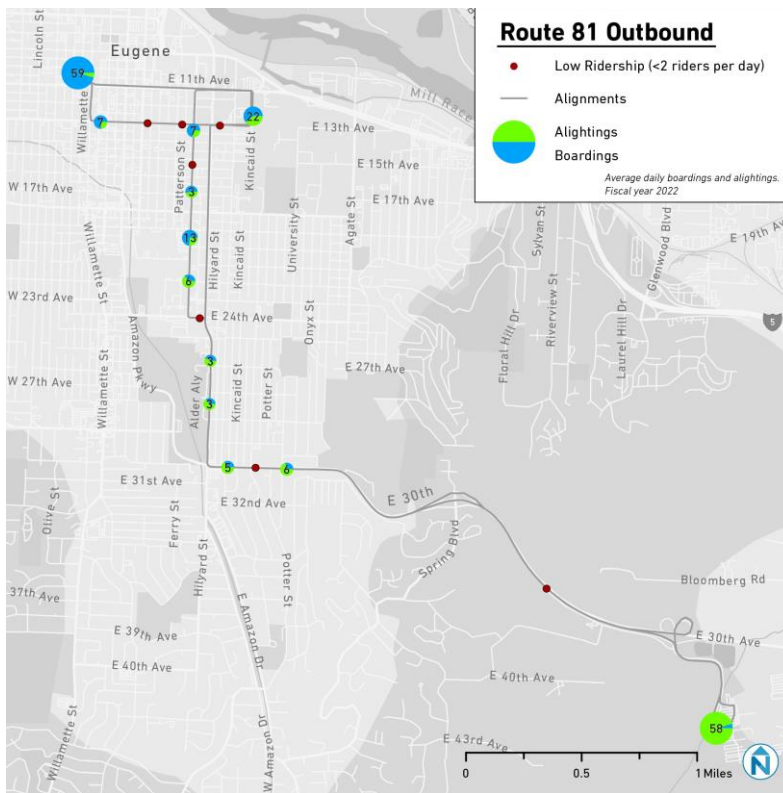 Route 81 Outbound
Low Ridership (<2 riders per day)
Alignments
Alightings
Boardings
Average daily boardings and alightings.
Fiscal year 2022
Lincoln St
Eugene
59
E 11th Ave
Mill Race
Willamette
7
7
22
E 13th Ave
Patterson St
Kincaid St
E 15th Ave
W 17th Ave
3
E 17th Ave
Willamette St
13
Hilyard St
Kincaid St
University St
Agate St
Sylvan St
E 19th Ave
Riverview St
Glenwood Blvd
6
W 23rd Ave
E 24th Ave
Onyx St
Floral Hill Dr
Laurel Hill Dr
5
Amazon Pkwy
3
E 27th Ave
W 27th Ave
Willamette St
Alder Aly
3
Kincaid St
Potter St
5
6
E 31st Ave
E 30th
E 32nd Ave
Olive St
Ferry St
Hilyard St
Potter St
Spring Blvd
Bloomberg Rd
37th Ave
E 39th Ave
E Amazon Dr
E 30th Ave
E 40th Ave
E 40th Ave
58
E 43rd Ave
Willamette St
W Amazon Dr
0
0.5
1 Miles
N